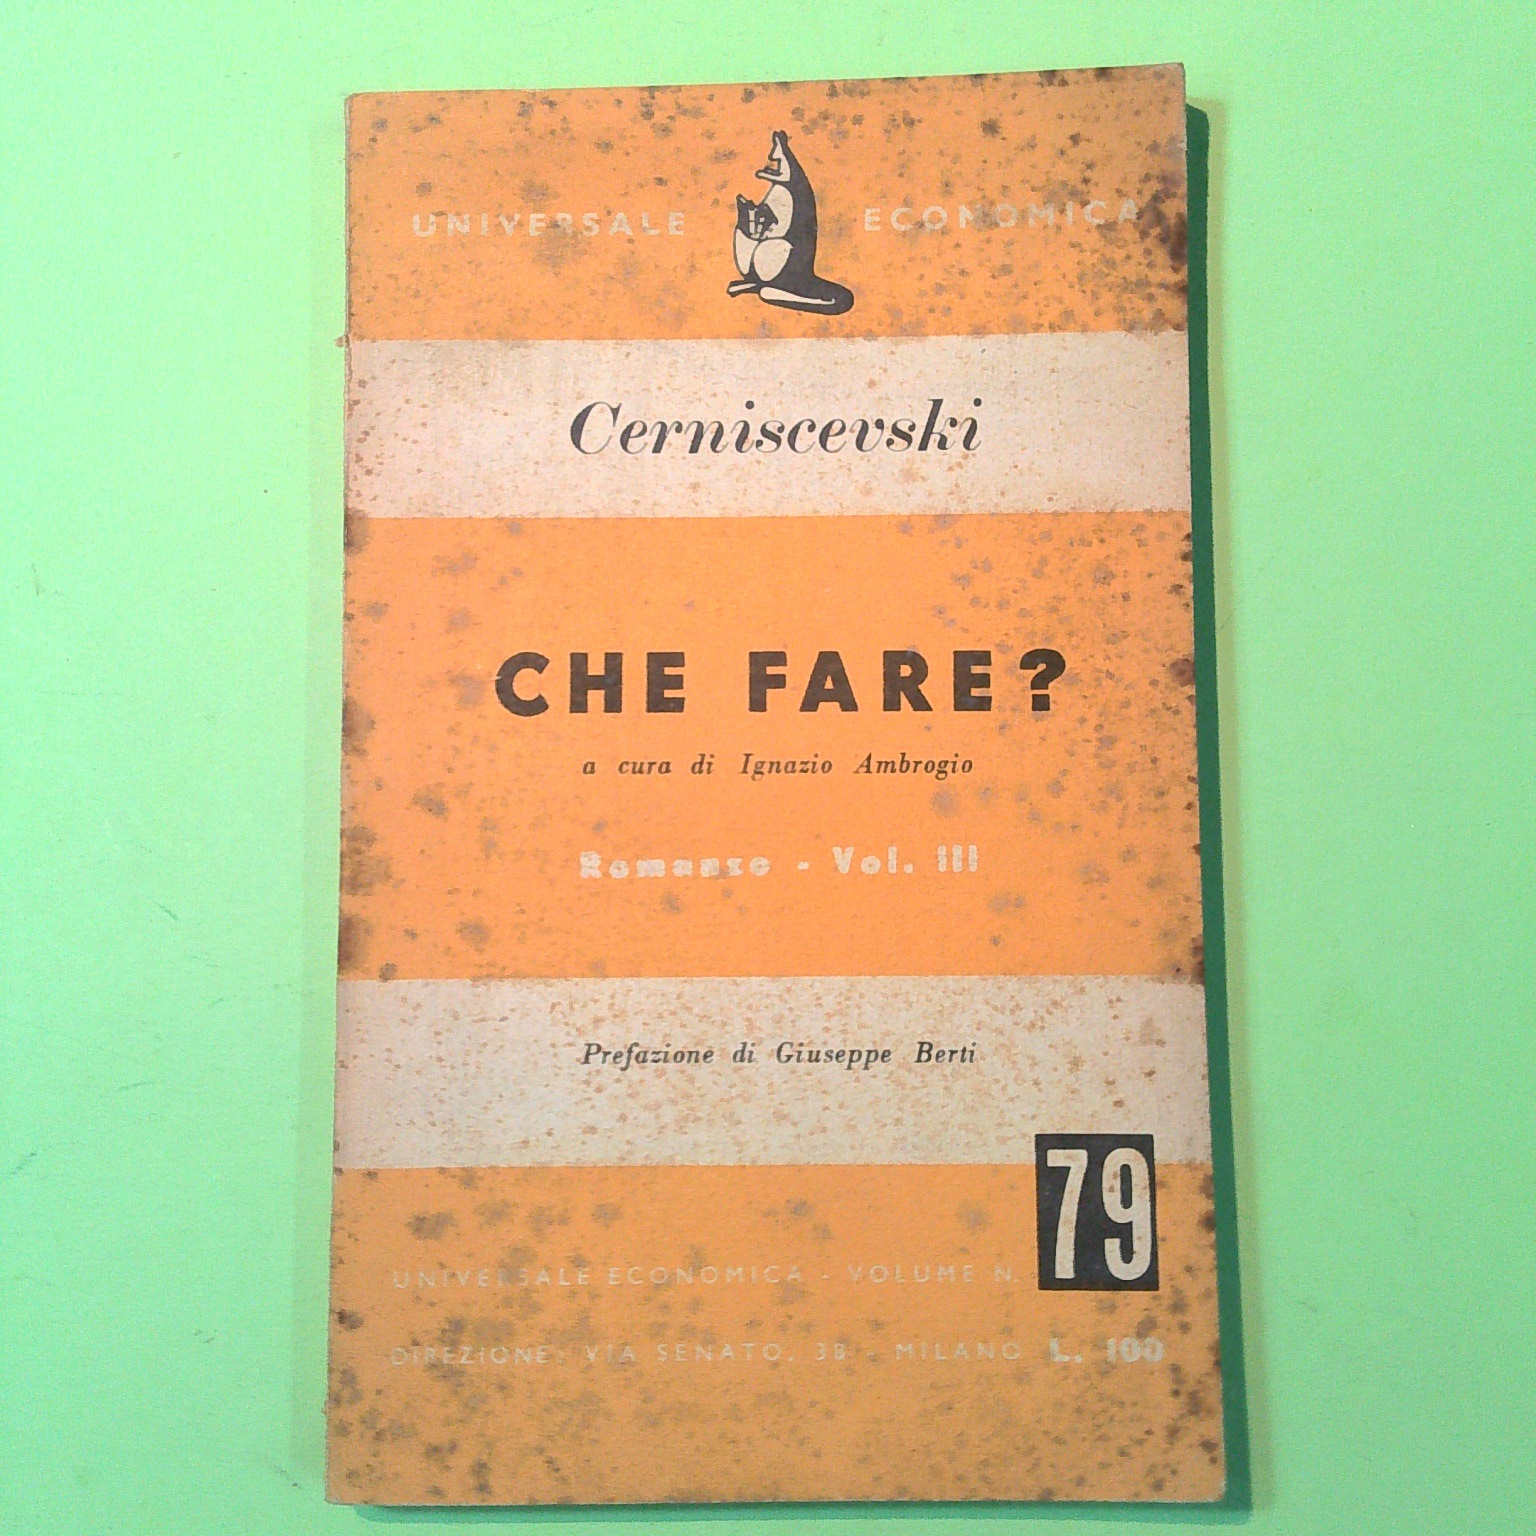 UNIVERSALE ECONOMICA
Cerniscevski
CHE FARE?
a cura di Ignazio Ambrogio
Romanzo - Vol. III
Prefazione di Giuseppe Berti
79
UNIVERSALE ECONOMICA - VOLUME N.
DIREZIONE: VIA SENATO, 38 - MILANO L. 100